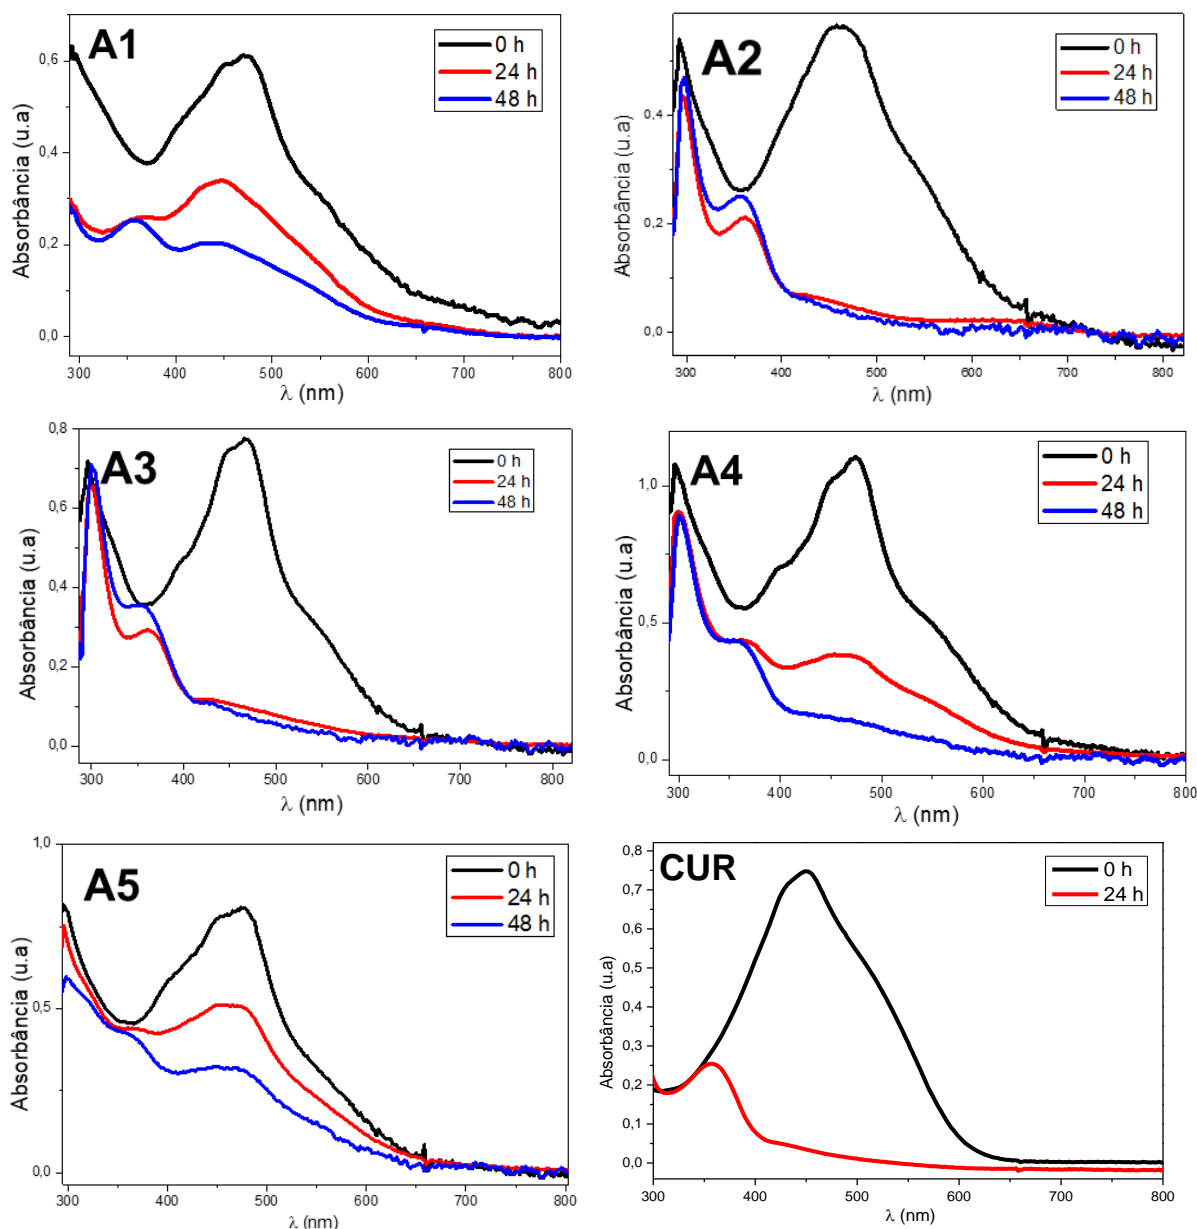 A1
0 h
24 h
48 h
Absorbância (u.a)
0,6
0,4
0,2
0,0
300 400 500 600 700 800
λ (nm)
A2
0 h
24 h
48 h
Absorbância (u.a)
0,4
0,2
0,0
300 400 500 600 700 800
λ (nm)
A3
0 h
24 h
48 h
Absorbância (u.a)
0,8
0,6
0,4
0,2
0,0
300 400 500 600 700 800
λ (nm)
A4
0 h
24 h
48 h
Absorbância (u.a)
1,0
0,5
0,0
300 400 500 600 700 800
λ (nm)
A5
0 h
24 h
48 h
Absorbância (u.a)
1,0
0,5
0,0
300 400 500 600 700 800
λ (nm)
CUR
0 h
24 h
Absorbância (u.a)
0,8
0,7
0,6
0,5
0,4
0,3
0,2
0,1
0,0
300 400 500 600 700 800
λ (nm)